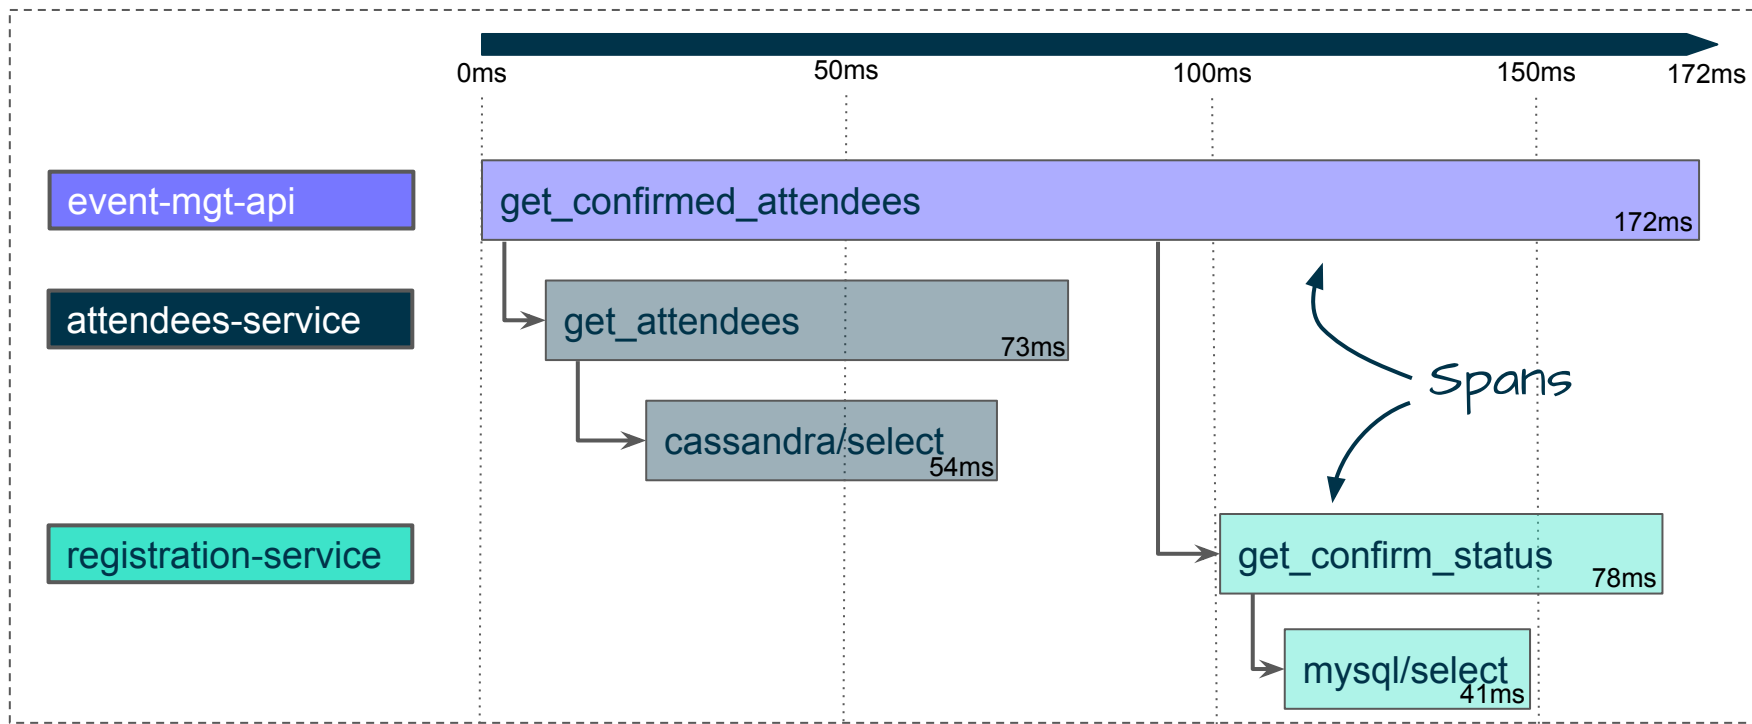 0ms 50ms 100ms 150ms 172ms
event-mgt-api
get_confirmed_attendees
172ms
attendees-service
get_attendees
73ms
Spans
cassandra/select
54ms
registration-service
get_confirm_status
78ms
mysql/select
41ms